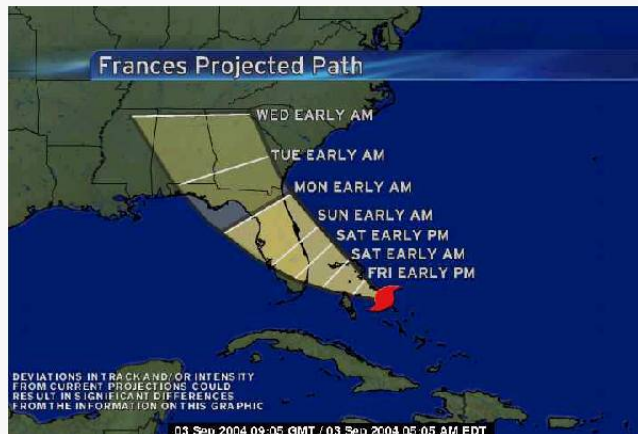 Frances Projected Path
WED EARLY AM
TUE EARLY AM
MON EARLY AM
SUN EARLY AM
SAT EARLY PM
SAT EARLY AM
FRI EARLY PM
DEVIATIONS IN TRACK AND/OR INTENSITY
FROM CURRENT PROJECTIONS COULD
RESULT IN SIGNIFICANT DIFFERENCES
FROM THE INFORMATION ON THIS GRAPHIC
03 Sep 2004 09:05 GMT / 03 Sep 2004 05:05 AM EDT